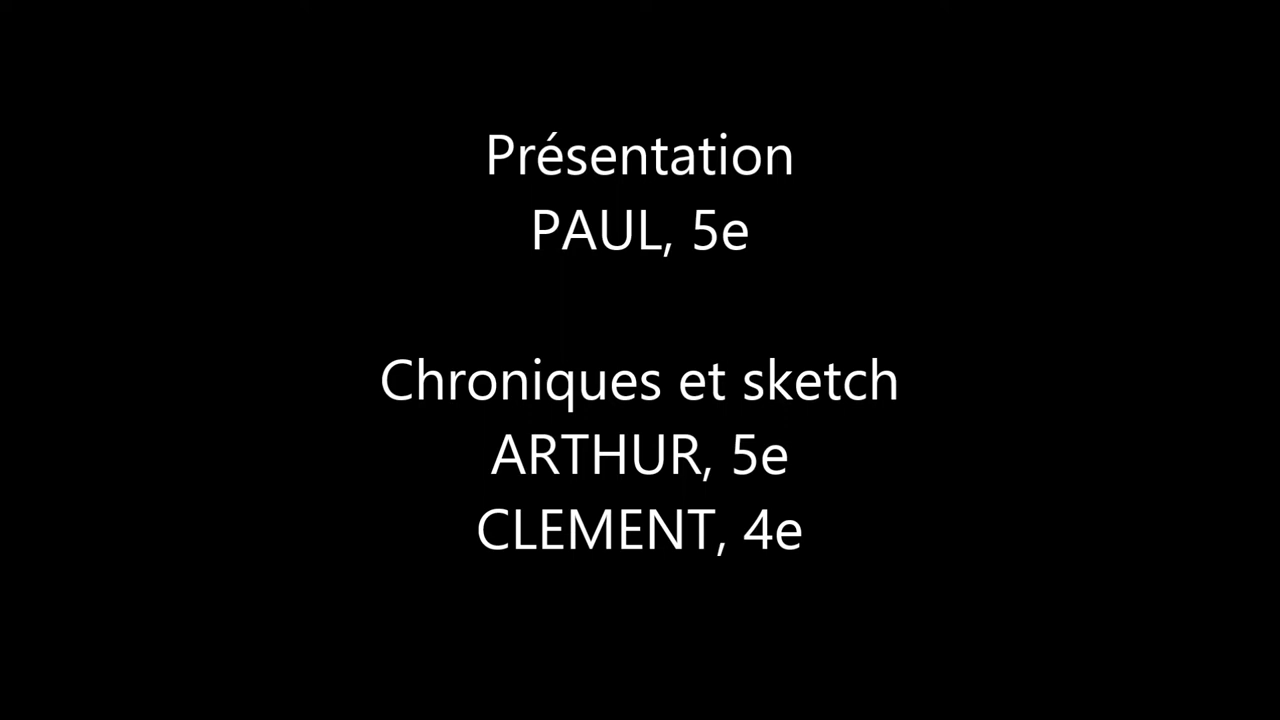 Présentation
PAUL, 5e
Chroniques et sketch
ARTHUR, 5e
CLEMENT, 4e